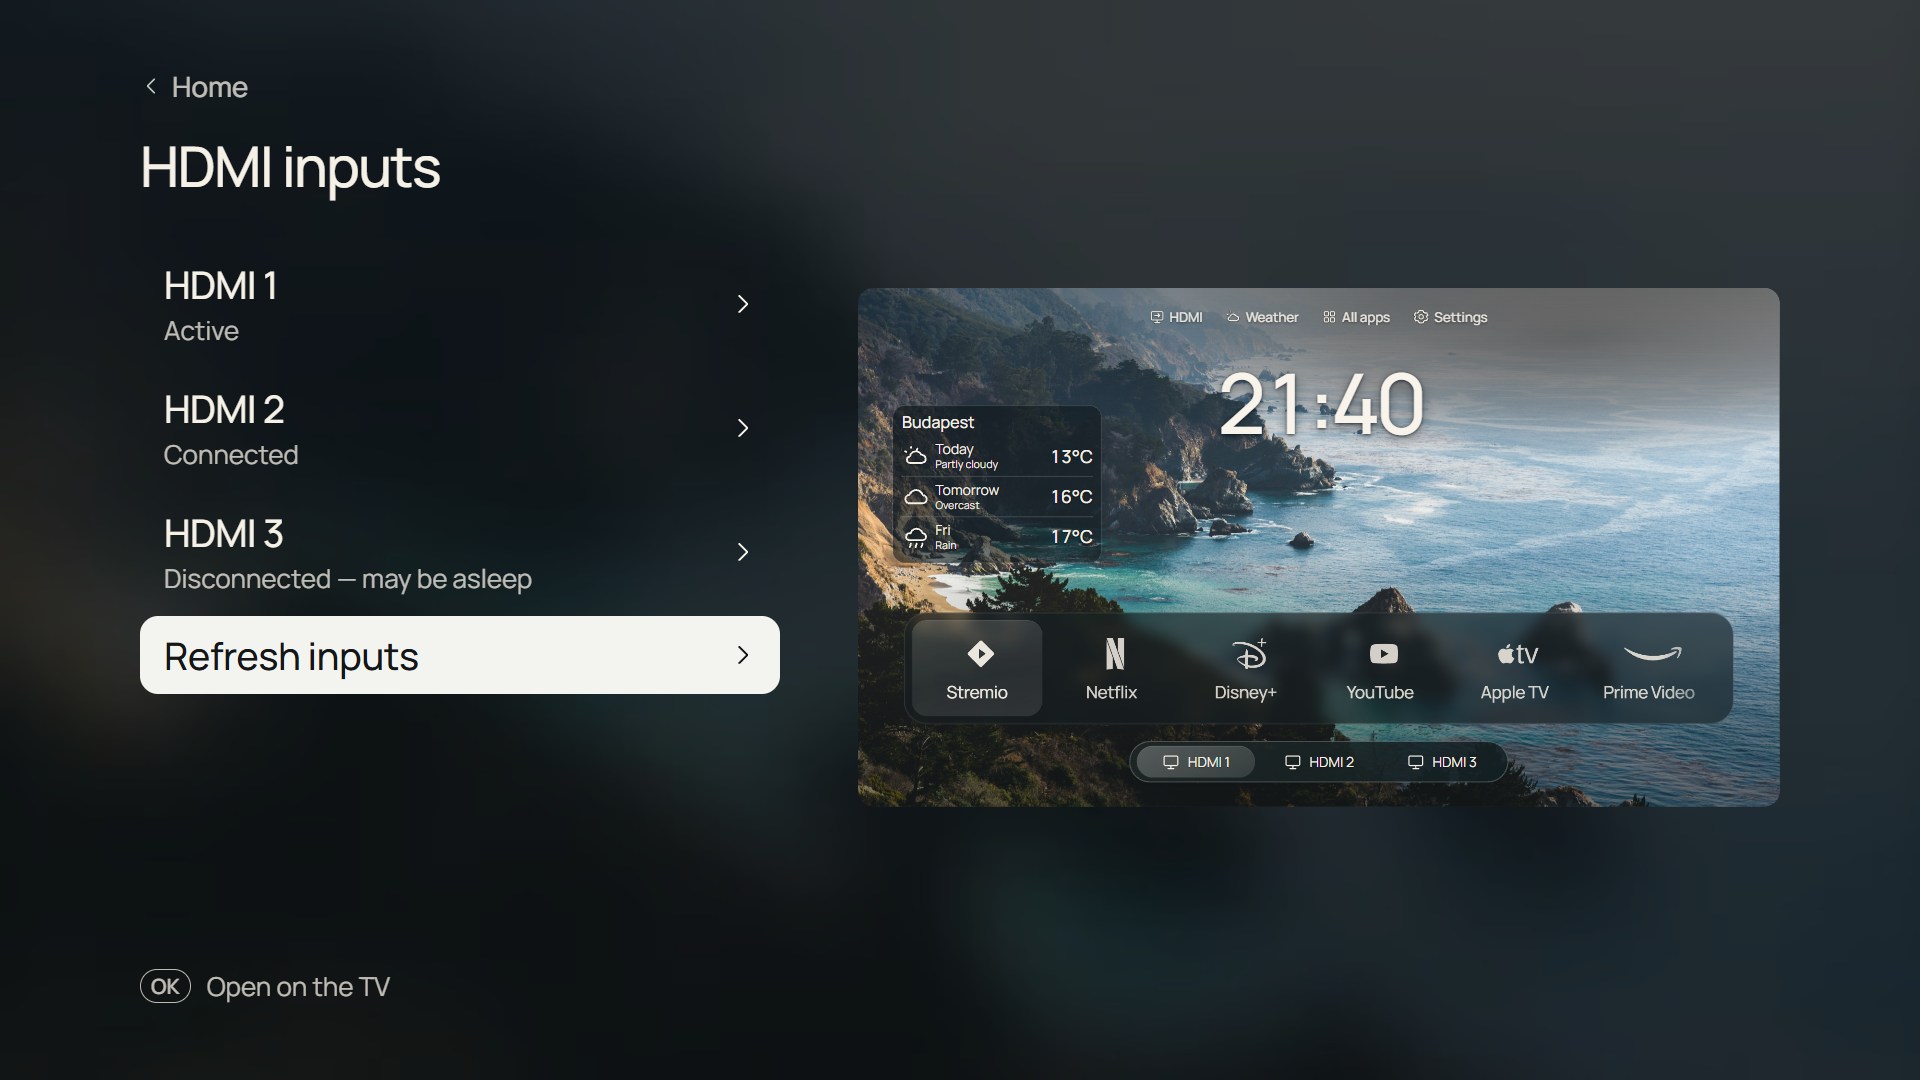 Home
HDMI inputs
HDMI 1
Active
HDMI 2
Connected
HDMI 3
Disconnected — may be asleep
Refresh inputs
OK Open on the TV
HDMI Weather All apps Settings
21:40
Budapest
Today 13°C
Partly cloudy
Tomorrow 16°C
Overcast
Fri 17°C
Rain
tv
Stremio Netflix Disney+ YouTube Apple TV Prime Video
HDMI 1 HDMI 2 HDMI 3